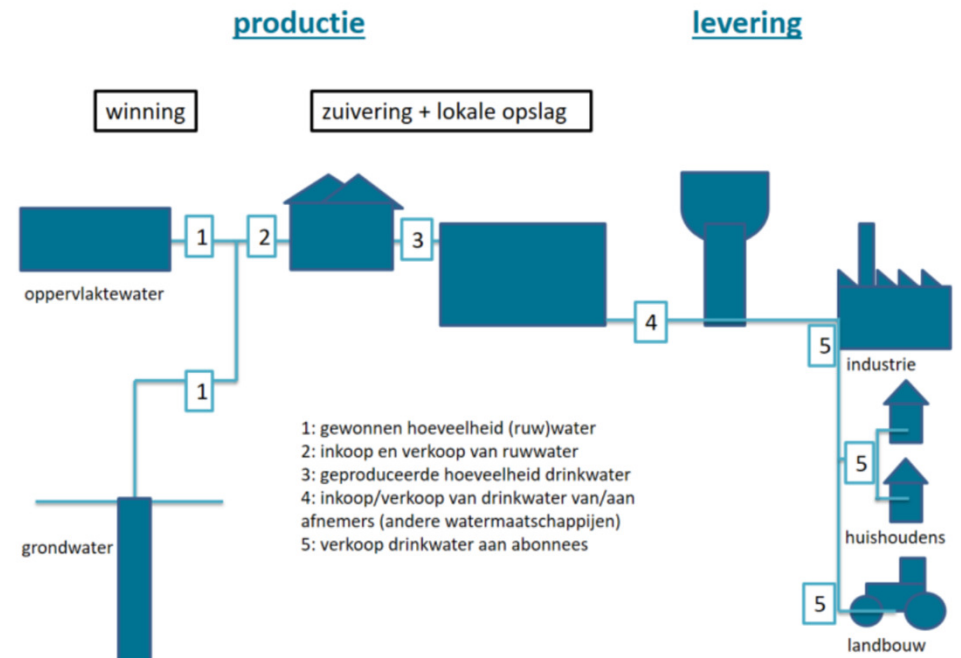 productie
levering
winning
zuivering + lokale opslag
1
2
3
oppervlaktewater
4
5
industrie
1
1: gewonnen hoeveelheid (ruw)water
2: inkoop en verkoop van ruwwater
3: geproduceerde hoeveelheid drinkwater
4: inkoop/verkoop van drinkwater van/aan
afnemers (andere watermaatschappijen)
5: verkoop drinkwater aan abonnees
5
huishoudens
grondwater
5
landbouw